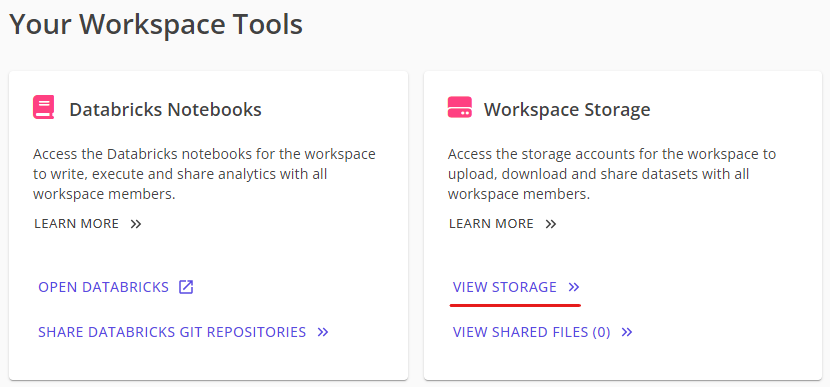 Your Workspace Tools
Databricks Notebooks
Access the Databricks notebooks for the workspace
to write, execute and share analytics with all
workspace members.
LEARN MORE
OPEN DATABRICKS
SHARE DATABRICKS GIT REPOSITORIES
Workspace Storage
Access the storage accounts for the workspace to
upload, download and share datasets with all
workspace members.
LEARN MORE
VIEW STORAGE
VIEW SHARED FILES (0)